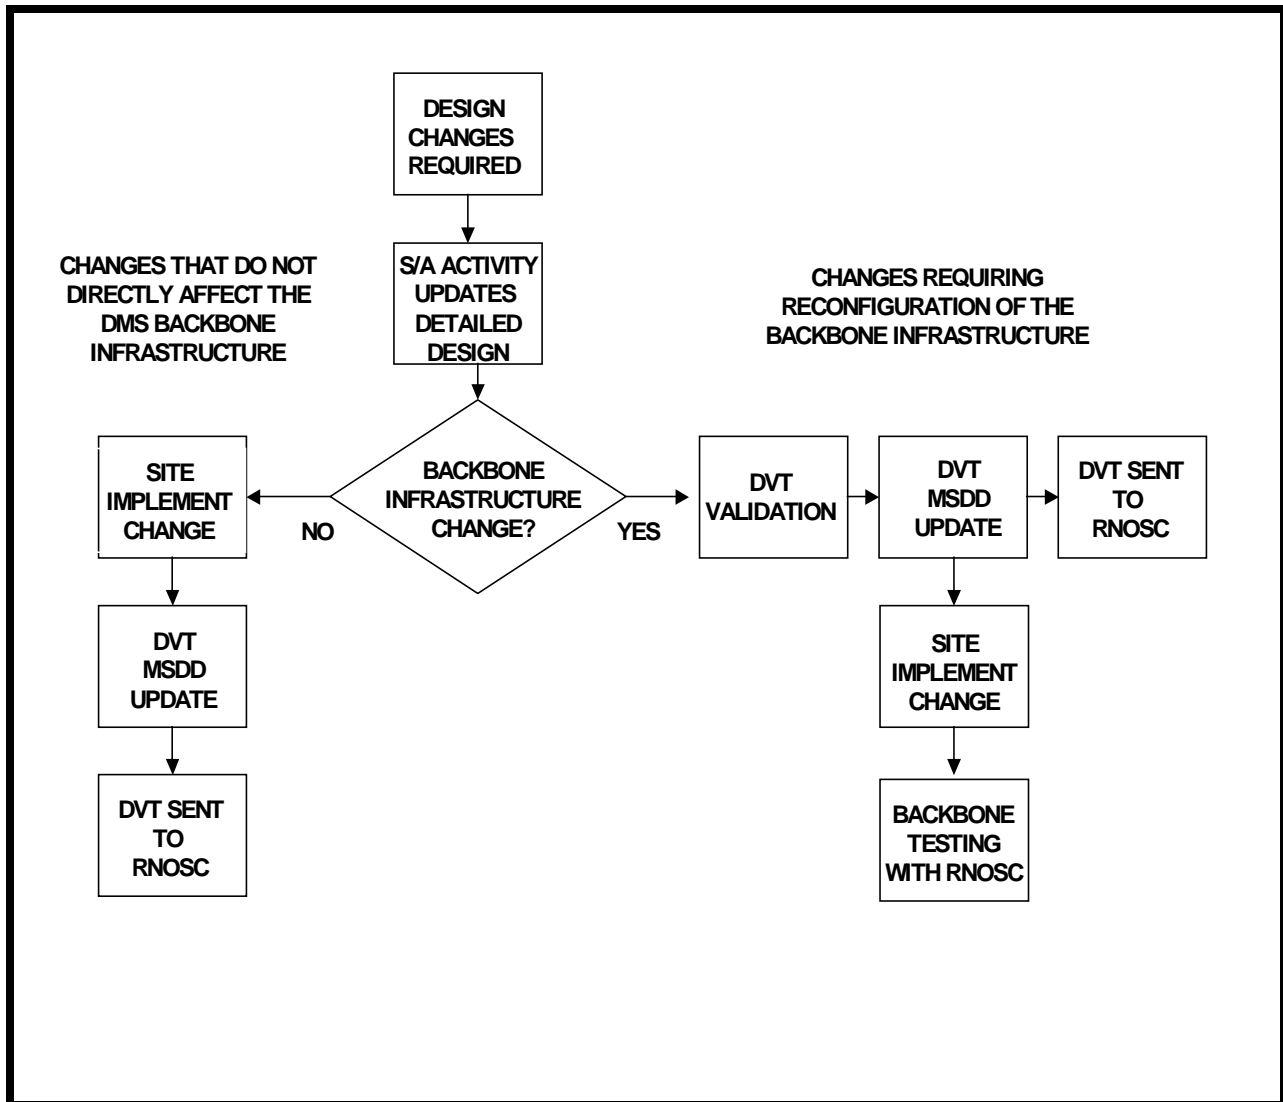 DESIGN
CHANGES
REQUIRED
S/A ACTIVITY
UPDATES
DETAILED
DESIGN
CHANGES THAT DO NOT
DIRECTLY AFFECT THE
DMS BACKBONE
INFRASTRUCTURE
CHANGES REQUIRING
RECONFIGURATION OF THE
BACKBONE INFRASTRUCTURE
BACKBONE
INFRASTRUCTURE
CHANGE?
NO
YES
SITE
IMPLEMENT
CHANGE
DVT
MSDD
UPDATE
DVT SENT
TO
RNOSC
DVT
VALIDATION
DVT
MSDD
UPDATE
DVT SENT
TO
RNOSC
SITE
IMPLEMENT
CHANGE
BACKBONE
TESTING
WITH RNOSC